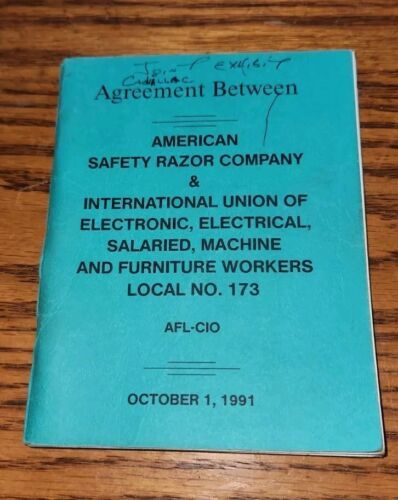 JOINT EXHIBIT
CADILLAC
Agreement Between
AMERICAN
SAFETY RAZOR COMPANY
&
INTERNATIONAL UNION OF
ELECTRONIC, ELECTRICAL,
SALARIED, MACHINE
AND FURNITURE WORKERS
LOCAL NO. 173
AFL-CIO
OCTOBER 1, 1991